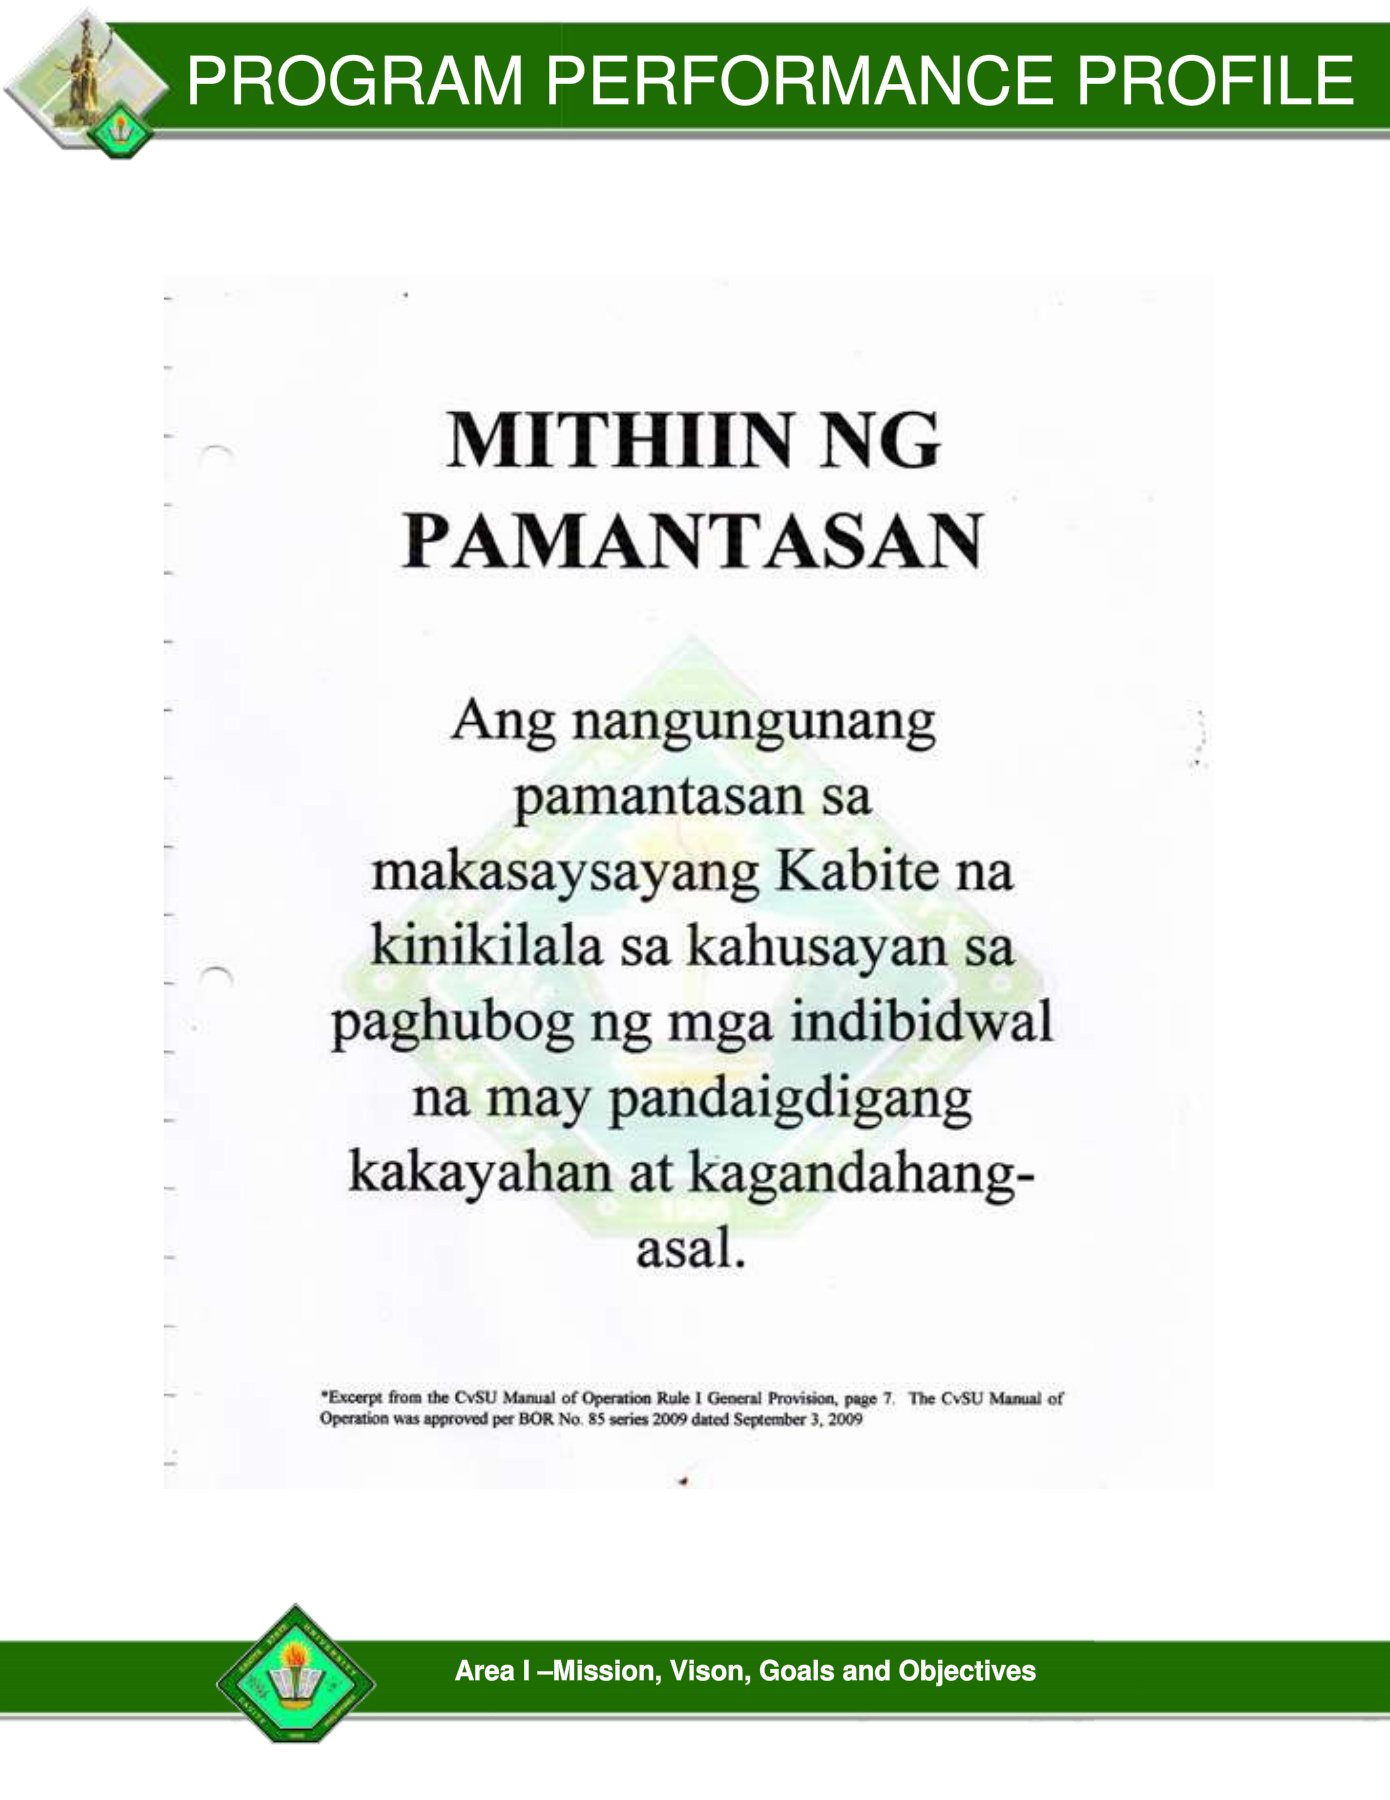 PROGRAM PERFORMANCE PROFILE
MITHIIN NG
PAMANTASAN
Ang nangungunang
pamantasan sa
makasaysayang Kabite na
kinikilala sa kahusayan sa
paghubog ng mga indibidwal
na may pandaigdigang
kakayahan at kagandahang-
asal.
*Excerpt from the CvSU Manual of Operation Rule I General Provision, page 7. The CvSU Manual of
Operation was approved per BOR No. 85 series 2009 dated September 3, 2009
CAVITE STATE UNIVERSITY
Area I –Mission, Vison, Goals and Objectives